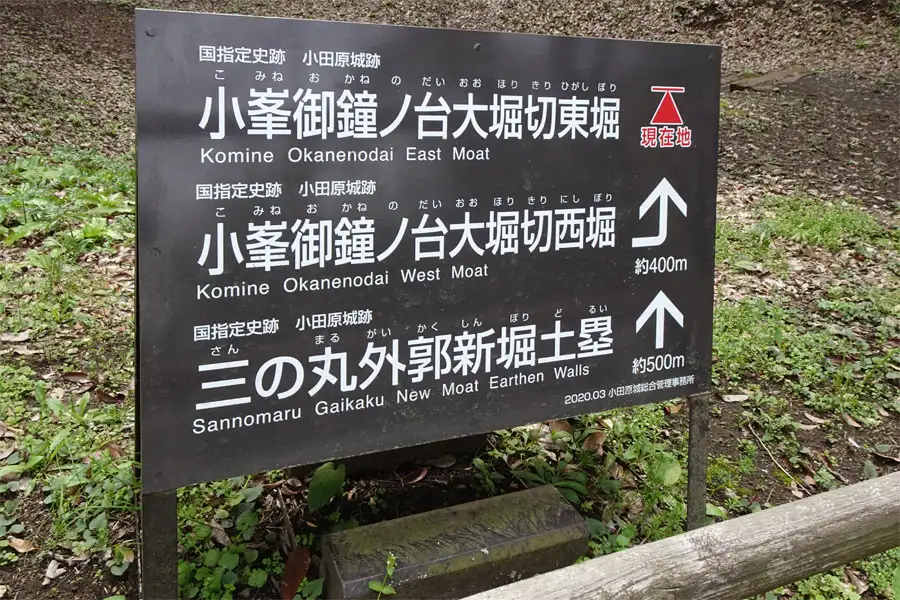 国指定史跡 小田原城跡
こ みね お かね の だい おお ほり きり ひがし ぼり
小峯御鐘ノ台大堀切東堀
Komine Okanenodai East Moat
現在地
国指定史跡 小田原城跡
こ みね お かね の だい おお ほり きり にし ぼり
小峯御鐘ノ台大堀切西堀
Komine Okanenodai West Moat
約400m
国指定史跡 小田原城跡
さん まる がい かく しん ぼり ど るい
三の丸外郭新堀土塁
Sannomaru Gaikaku New Moat Earthen Walls
約500m
2020.03 小田原城総合管理事務所